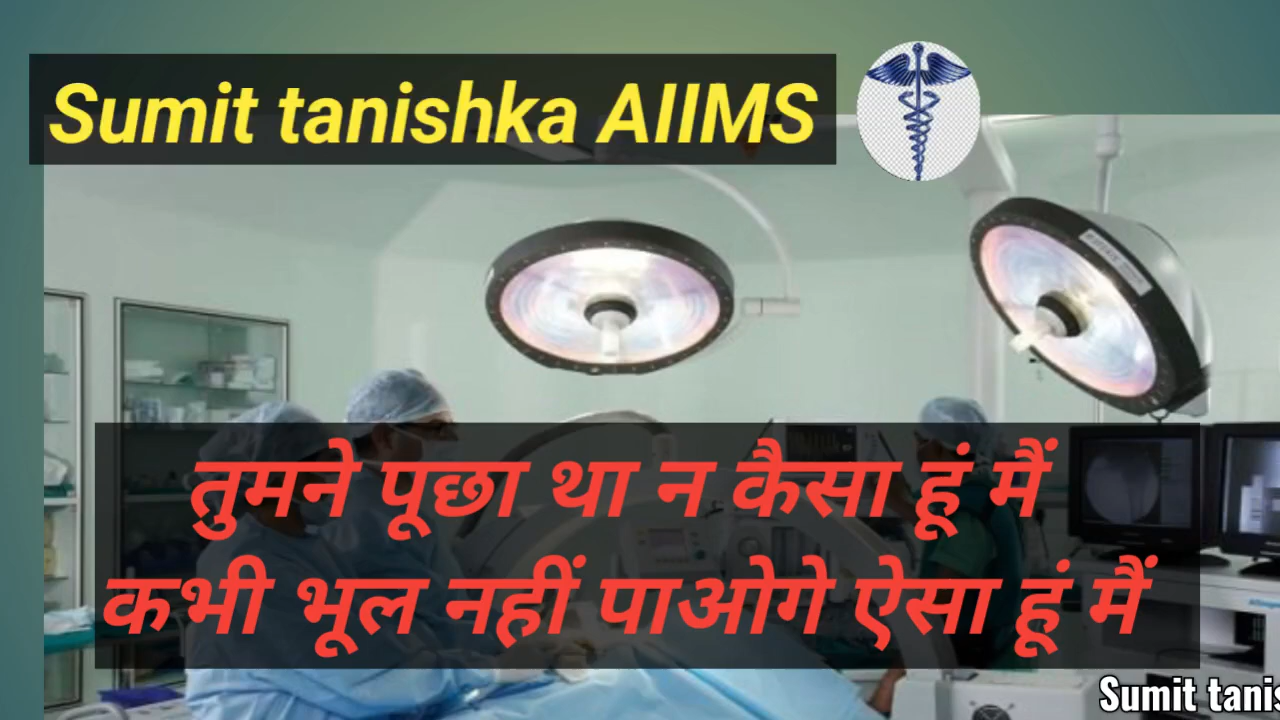 Sumit tanishka AIIMS
तुमने पूछा था न कैसा हूं मैं
कभी भूल नहीं पाओगे ऐसा हूं मैं
Sumit tanis